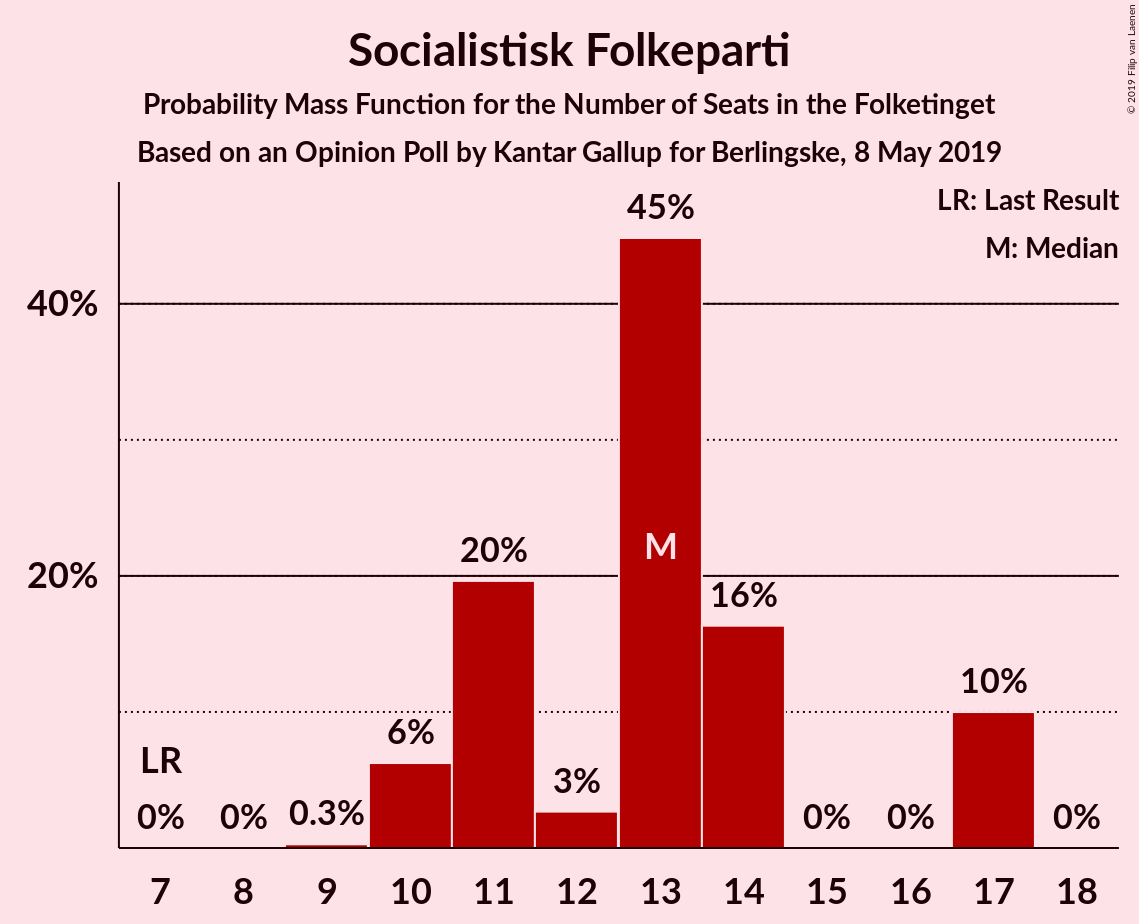 Socialistisk Folkeparti
Probability Mass Function for the Number of Seats in the Folketinget
Based on an Opinion Poll by Kantar Gallup for Berlingske, 8 May 2019
© 2019 Filip van Laenen
LR: Last Result
M: Median
45%
40%
M
20%
20%
16%
10%
6%
LR
3%
0% 0% 0.3% 0% 0% 0%
7 8 9 10 11 12 13 14 15 16 17 18